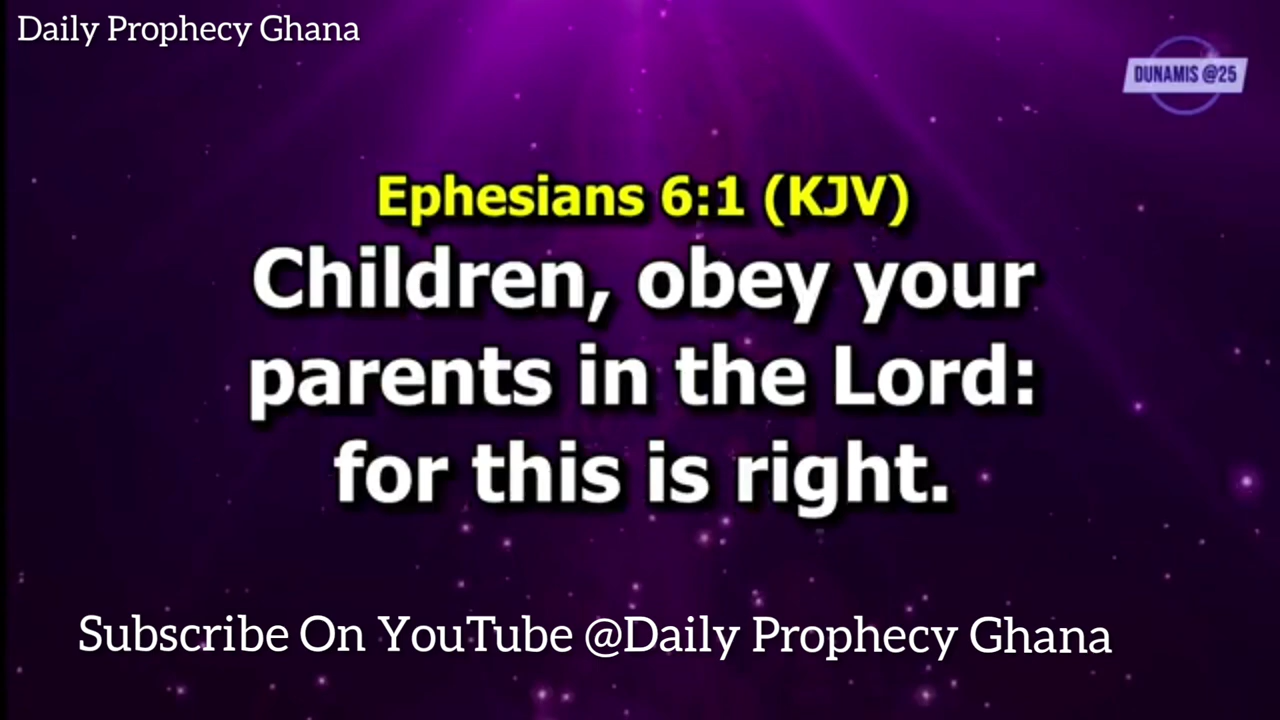 Daily Prophecy Ghana
DUNAMIS @25
Ephesians 6:1 (KJV)
Children, obey your
parents in the Lord:
for this is right.
Subscribe On YouTube @Daily Prophecy Ghana